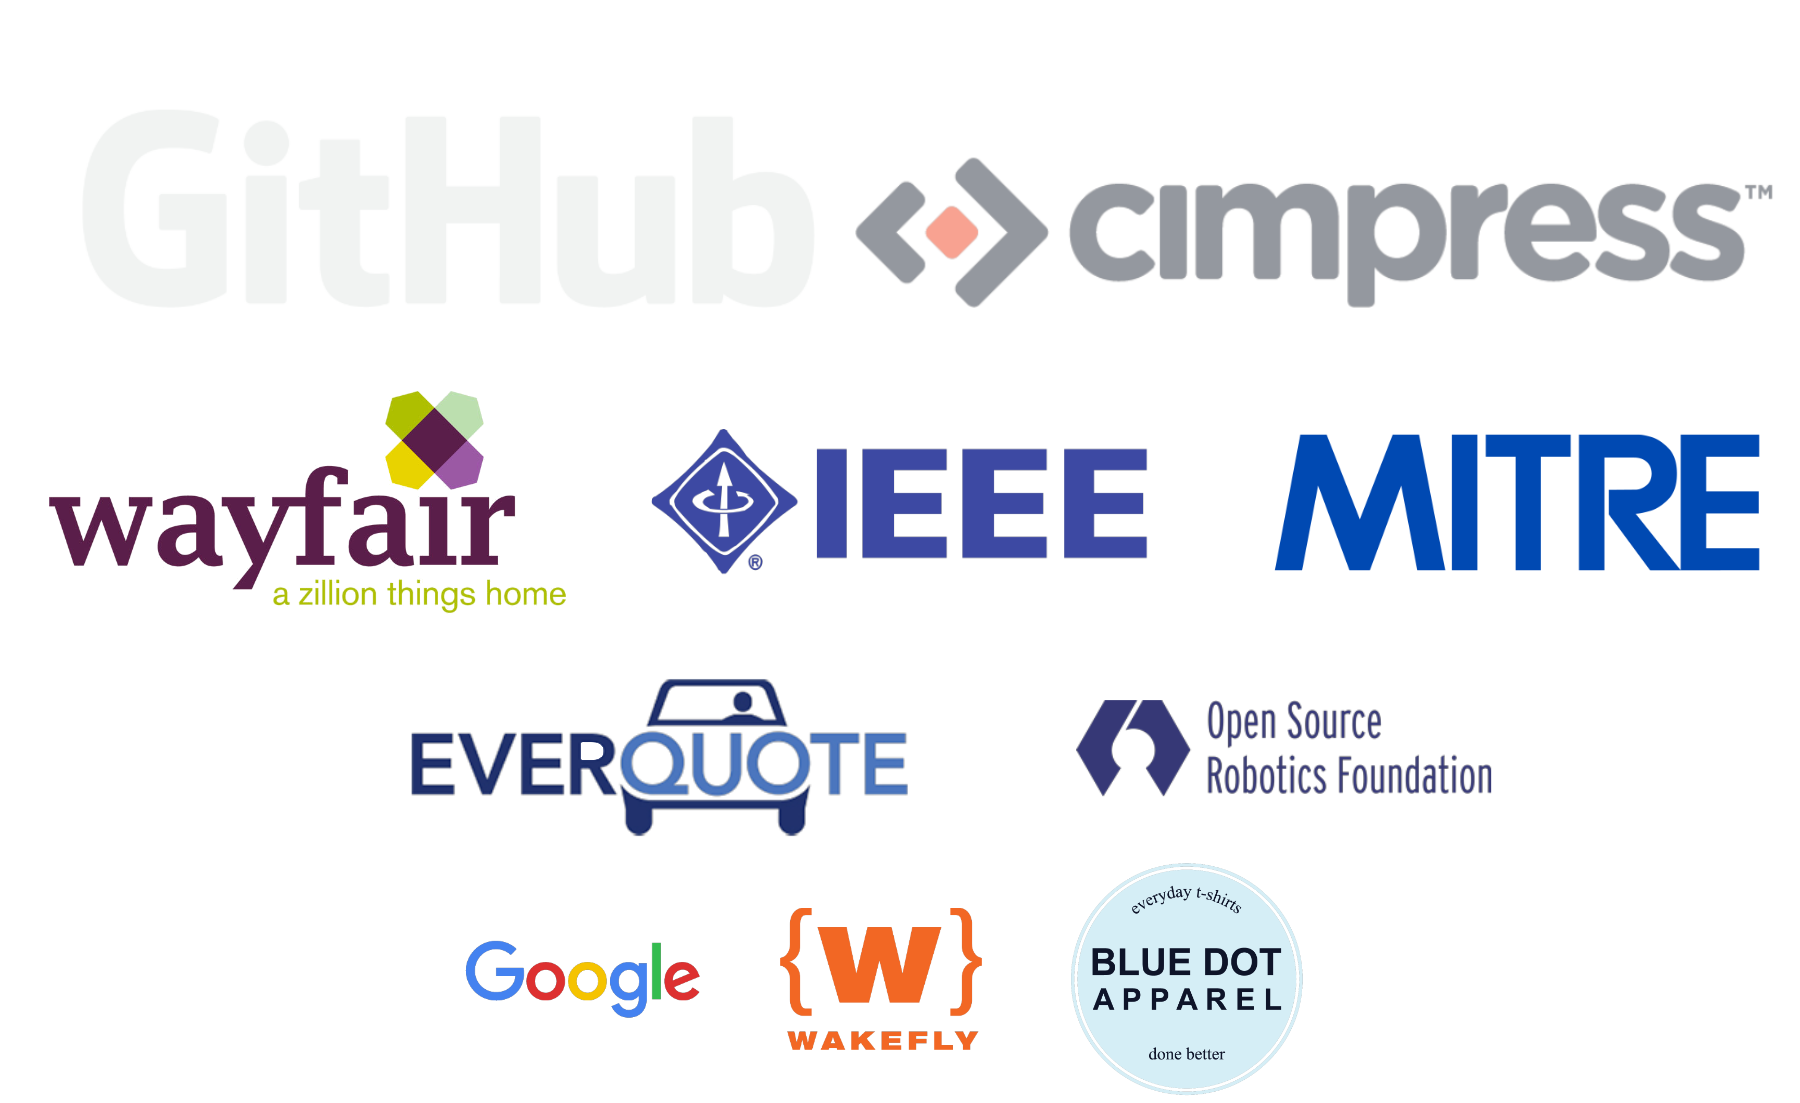 GitHub
cımpress™
wayfair
a zillion things home
IEEE
®
MITRE
EVERQUOTE
Open Source
Robotics Foundation
Google
{W}
WAKEFLY
everyday t-shirts
BLUE DOT
APPAREL
done better